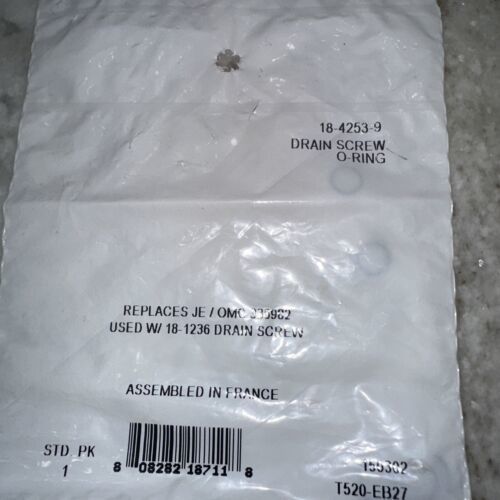 18-4253-9
DRAIN SCREW
O-RING
REPLACES JE / OMC 335982
USED W/ 18-1236 DRAIN SCREW
ASSEMBLED IN FRANCE
STD PK
1
8 08282 18711 8
T520-EB27